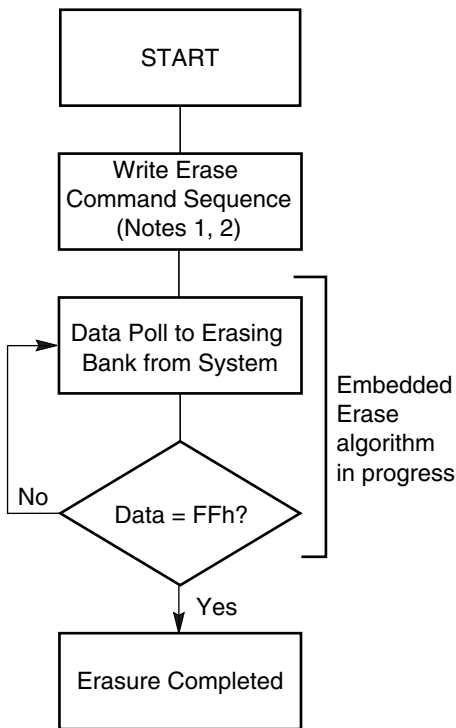 START
Write Erase
Command Sequence
(Notes 1, 2)
Data Poll to Erasing
Bank from System
Embedded
Erase
algorithm
in progress
No
Data = FFh?
Yes
Erasure Completed